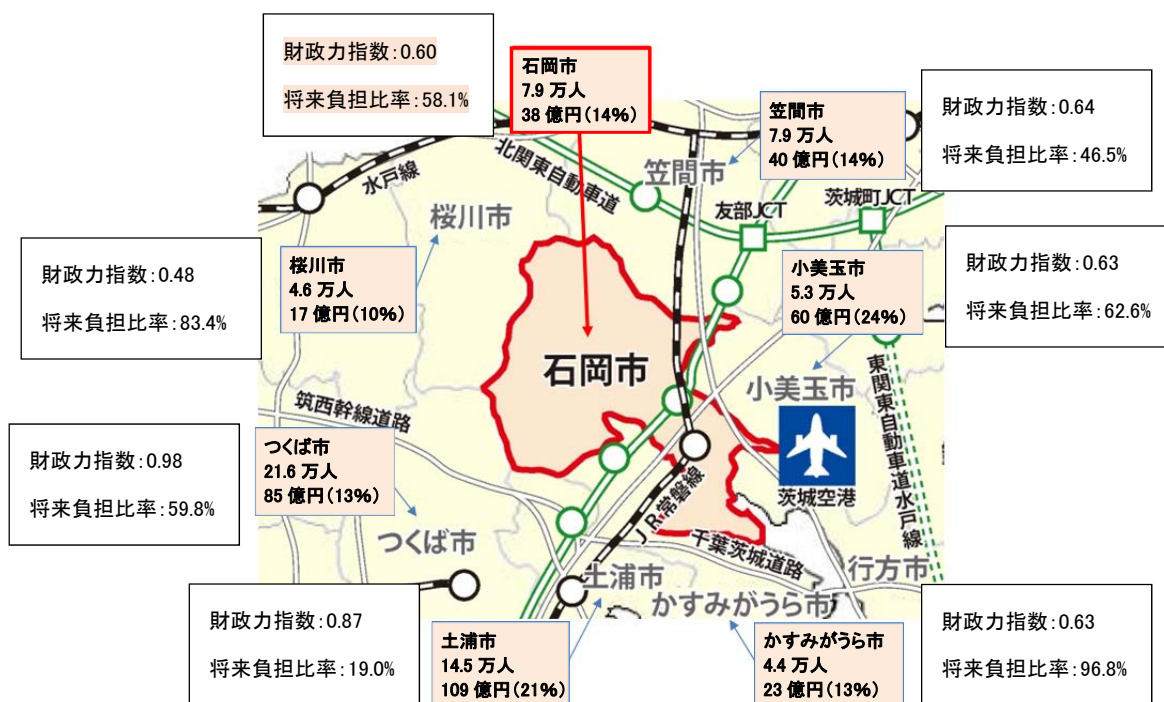 財政力指数：0.60
将来負担比率：58.1%
石岡市
7.9 万人
38 億円（14%）
笠間市
7.9 万人
40 億円（14%）
財政力指数：0.64
将来負担比率：46.5%
水戸線
北関東自動車道
笠間市
友部JCT
茨城町JCT
桜川市
財政力指数：0.48
将来負担比率：83.4%
桜川市
4.6 万人
17 億円（10%）
小美玉市
5.3 万人
60 億円（24%）
財政力指数：0.63
将来負担比率：62.6%
石岡市
小美玉市
東関東自動車道水戸線
筑西幹線道路
財政力指数：0.98
将来負担比率：59.8%
つくば市
21.6 万人
85 億円（13%）
茨城空港
JR常磐線
つくば市
千葉茨城道路
行方市
土浦市
かすみがうら市
財政力指数：0.87
将来負担比率：19.0%
土浦市
14.5 万人
109 億円（21%）
かすみがうら市
4.4 万人
23 億円（13%）
財政力指数：0.63
将来負担比率：96.8%